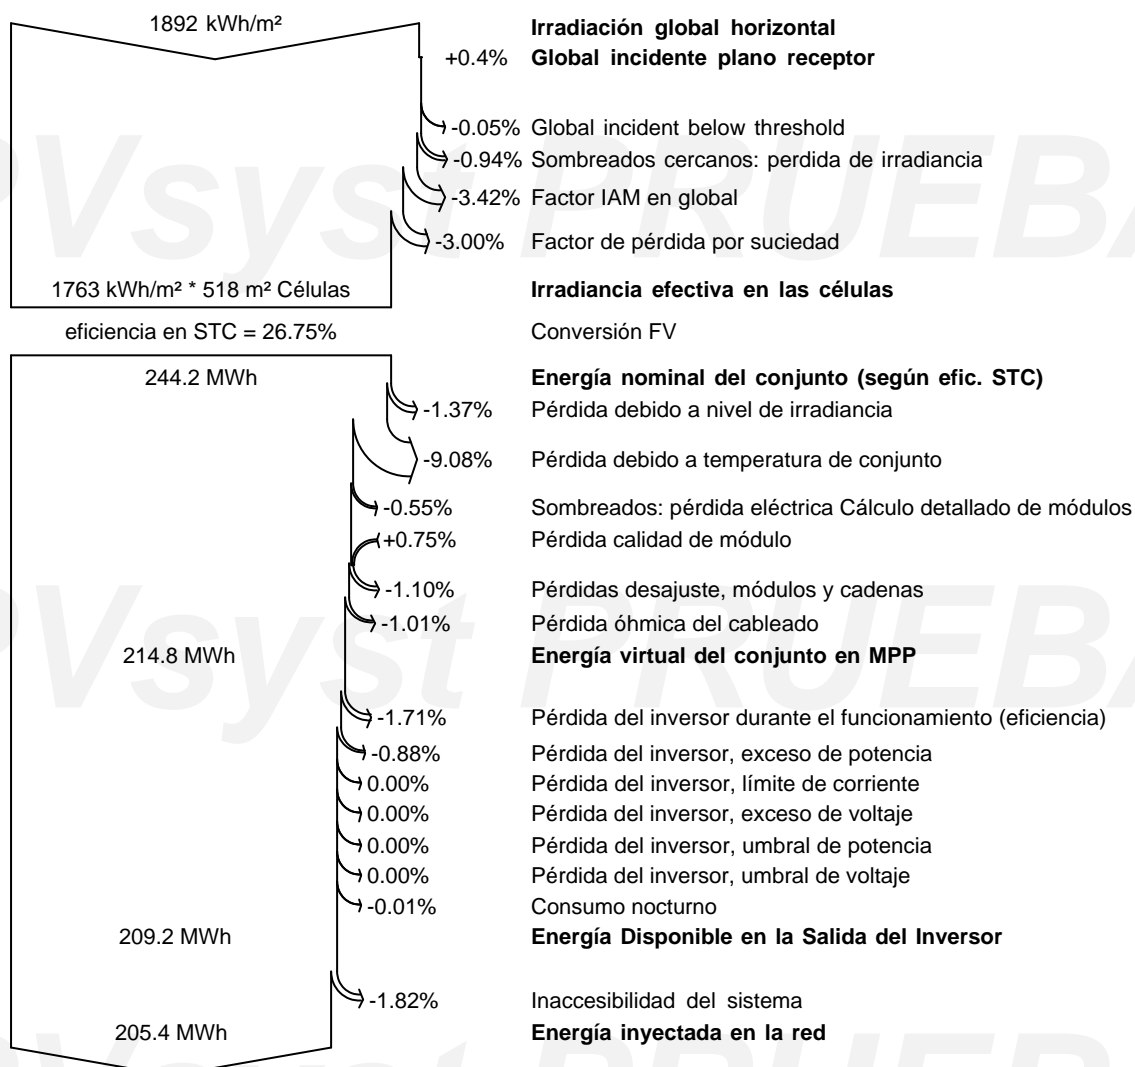 1892 kWh/m² Irradiación global horizontal
+0.4% Global incidente plano receptor
-0.05% Global incident below threshold
-0.94% Sombreados cercanos: perdida de irradiancia
-3.42% Factor IAM en global
-3.00% Factor de pérdida por suciedad
1763 kWh/m² * 518 m² Células Irradiancia efectiva en las células
eficiencia en STC = 26.75% Conversión FV
244.2 MWh Energía nominal del conjunto (según efic. STC)
-1.37% Pérdida debido a nivel de irradiancia
-9.08% Pérdida debido a temperatura de conjunto
-0.55% Sombreados: pérdida eléctrica Cálculo detallado de módulos
+0.75% Pérdida calidad de módulo
-1.10% Pérdidas desajuste, módulos y cadenas
-1.01% Pérdida óhmica del cableado
214.8 MWh Energía virtual del conjunto en MPP
-1.71% Pérdida del inversor durante el funcionamiento (eficiencia)
-0.88% Pérdida del inversor, exceso de potencia
0.00% Pérdida del inversor, límite de corriente
0.00% Pérdida del inversor, exceso de voltaje
0.00% Pérdida del inversor, umbral de potencia
0.00% Pérdida del inversor, umbral de voltaje
-0.01% Consumo nocturno
209.2 MWh Energía Disponible en la Salida del Inversor
-1.82% Inaccesibilidad del sistema
205.4 MWh Energía inyectada en la red
PVsyst PRUEBA
PVsyst PRUEBA
PVsyst PRUEBA